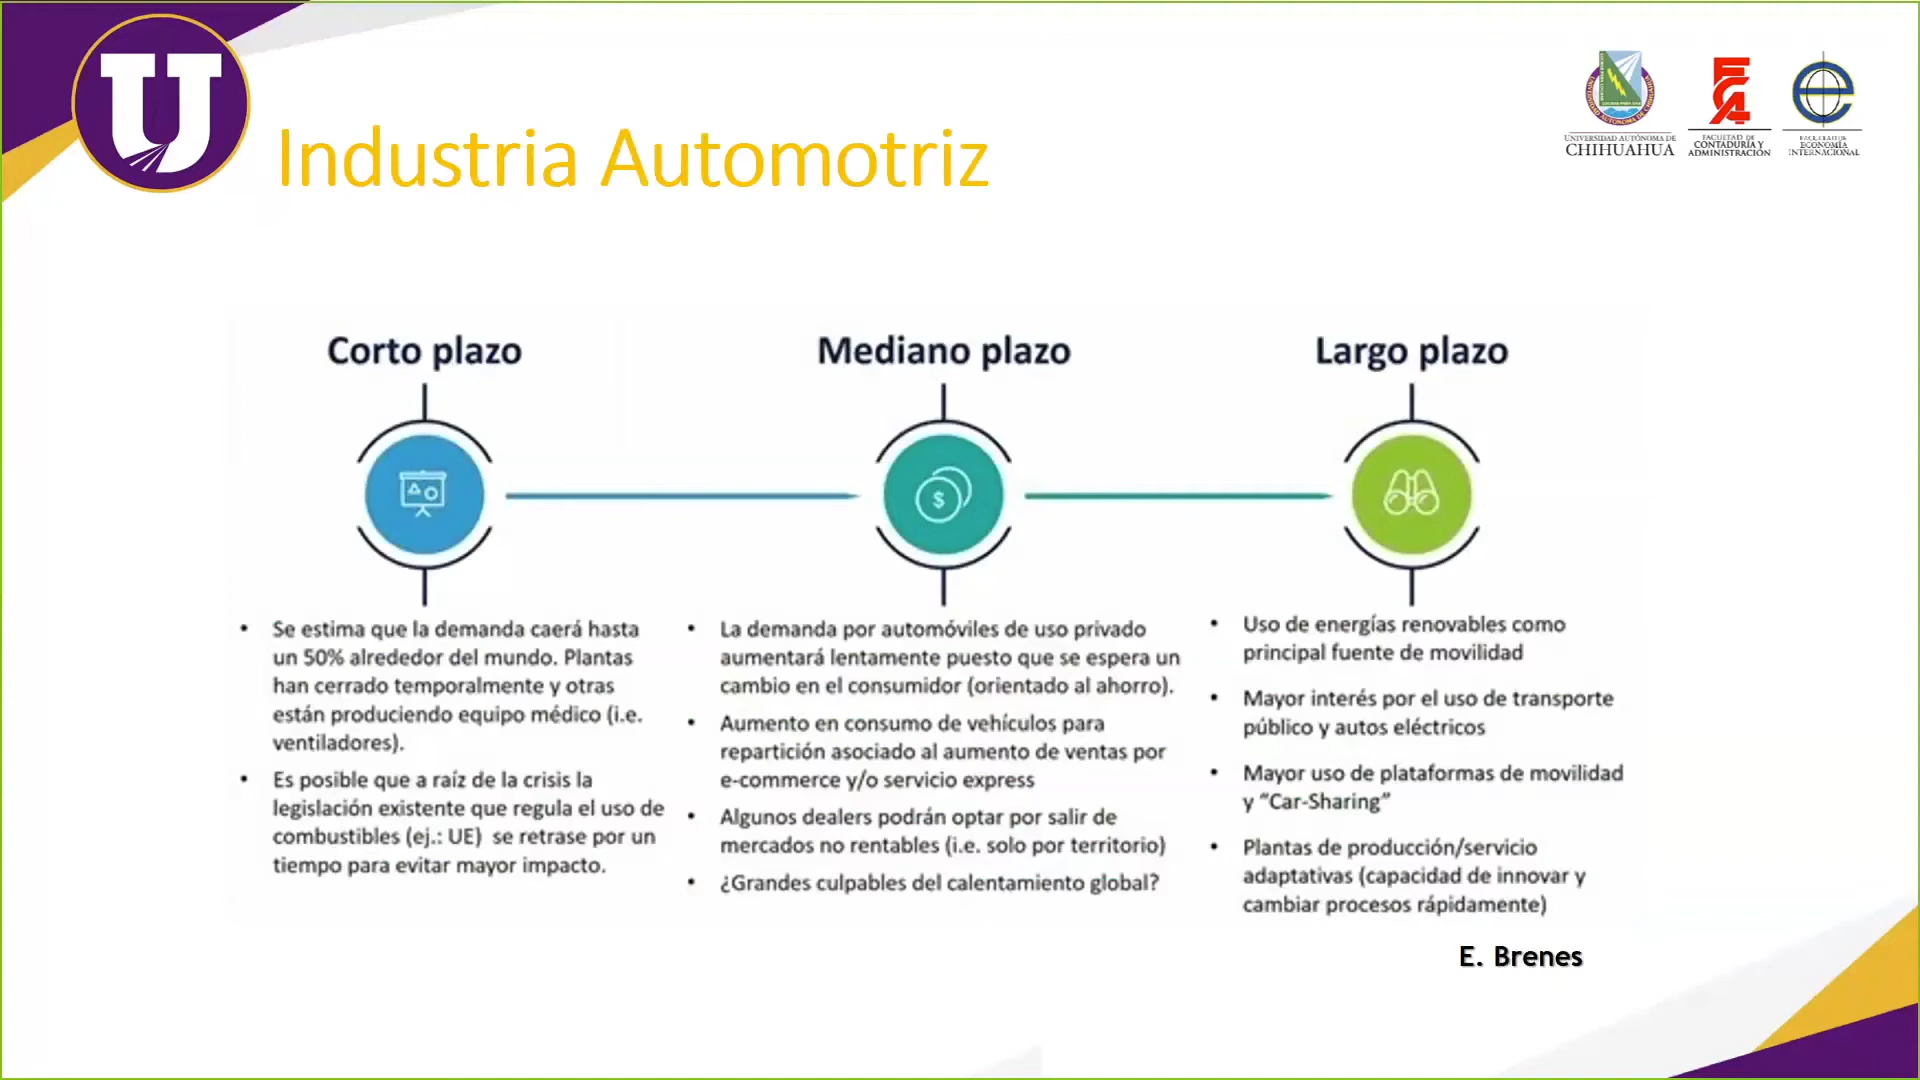 U
Industria Automotriz
UNIVERSIDAD AUTÓNOMA DE
CHIHUAHUA
FACULTAD DE
CONTADURÍA Y
ADMINISTRACIÓN
FACULTAD DE
ECONOMÍA
INTERNACIONAL
Corto plazo
• Se estima que la demanda caerá hasta
un 50% alrededor del mundo. Plantas
han cerrado temporalmente y otras
están produciendo equipo médico (i.e.
ventiladores).
• Es posible que a raíz de la crisis la
legislación existente que regula el uso de
combustibles (ej.: UE) se retrase por un
tiempo para evitar mayor impacto.
Mediano plazo
$
• La demanda por automóviles de uso privado
aumentará lentamente puesto que se espera un
cambio en el consumidor (orientado al ahorro).
• Aumento en consumo de vehículos para
repartición asociado al aumento de ventas por
e-commerce y/o servicio express
• Algunos dealers podrán optar por salir de
mercados no rentables (i.e. solo por territorio)
• ¿Grandes culpables del calentamiento global?
Largo plazo
• Uso de energías renovables como
principal fuente de movilidad
• Mayor interés por el uso de transporte
público y autos eléctricos
• Mayor uso de plataformas de movilidad
y “Car-Sharing”
• Plantas de producción/servicio
adaptativas (capacidad de innovar y
cambiar procesos rápidamente)
E. Brenes